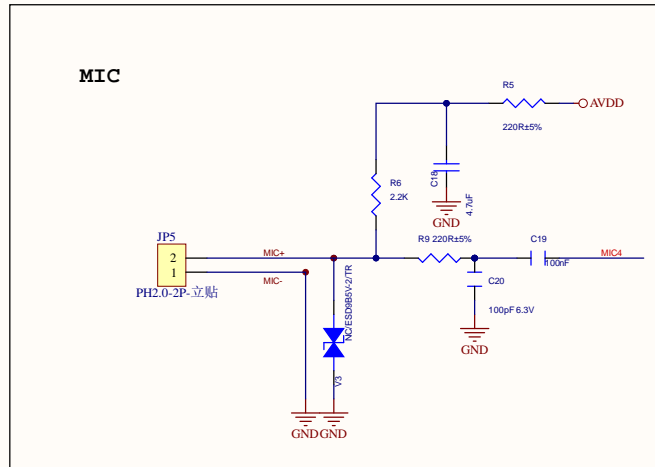 MIC
R5
AVDD
220R±5%
C18
4.7uF
R6
2.2K
GND
JP5
2
1
MIC+
MIC-
PH2.0-2P-立贴
R9 220R±5%
C19
100nF
MIC4
C20
100pF 6.3V
GND
NC/ESD9B5V-2/TR
V3
GND
GND